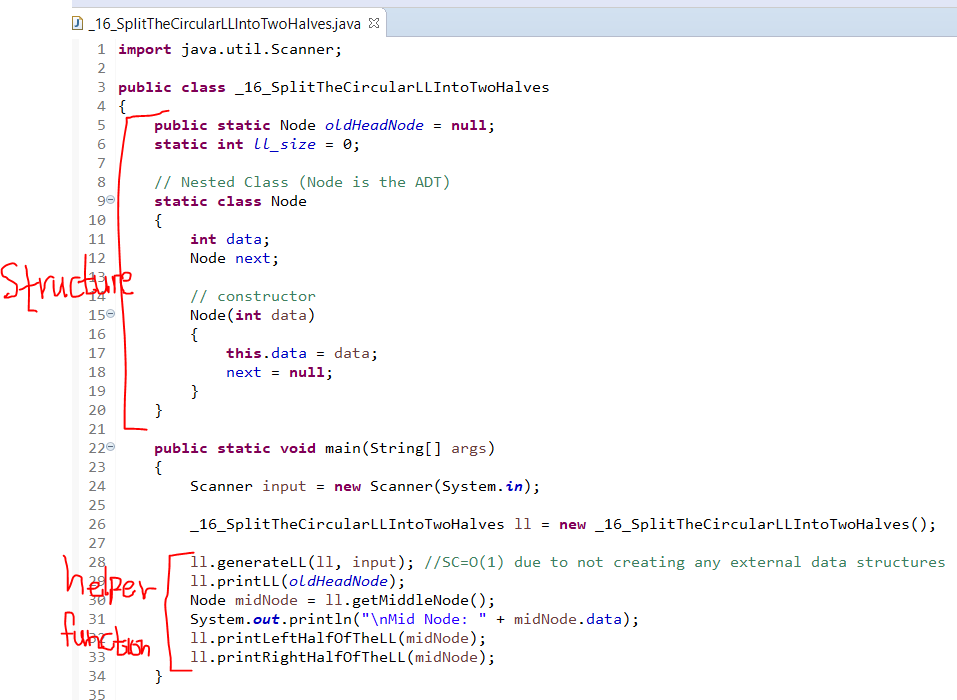 _16_SplitTheCircularLLIntoTwoHalves.java
1 import java.util.Scanner;
2
3 public class _16_SplitTheCircularLLIntoTwoHalves
4 {
5 public static Node oldHeadNode = null;
6 static int ll_size = 0;
7
8 // Nested Class (Node is the ADT)
9 static class Node
10 {
11 int data;
12 Node next;
13
Structure
14 // constructor
15 Node(int data)
16 {
17 this.data = data;
18 next = null;
19 }
20 }
21
22 public static void main(String[] args)
23 {
24 Scanner input = new Scanner(System.in);
25
26 _16_SplitTheCircularLLIntoTwoHalves ll = new _16_SplitTheCircularLLIntoTwoHalves();
27
28 ll.generateLL(ll, input); //SC=O(1) due to not creating any external data structures
helper
29 ll.printLL(oldHeadNode);
30 Node midNode = ll.getMiddleNode();
31 System.out.println("\nMid Node: " + midNode.data);
function
32 ll.printLeftHalfOfTheLL(midNode);
33 ll.printRightHalfOfTheLL(midNode);
34 }
35